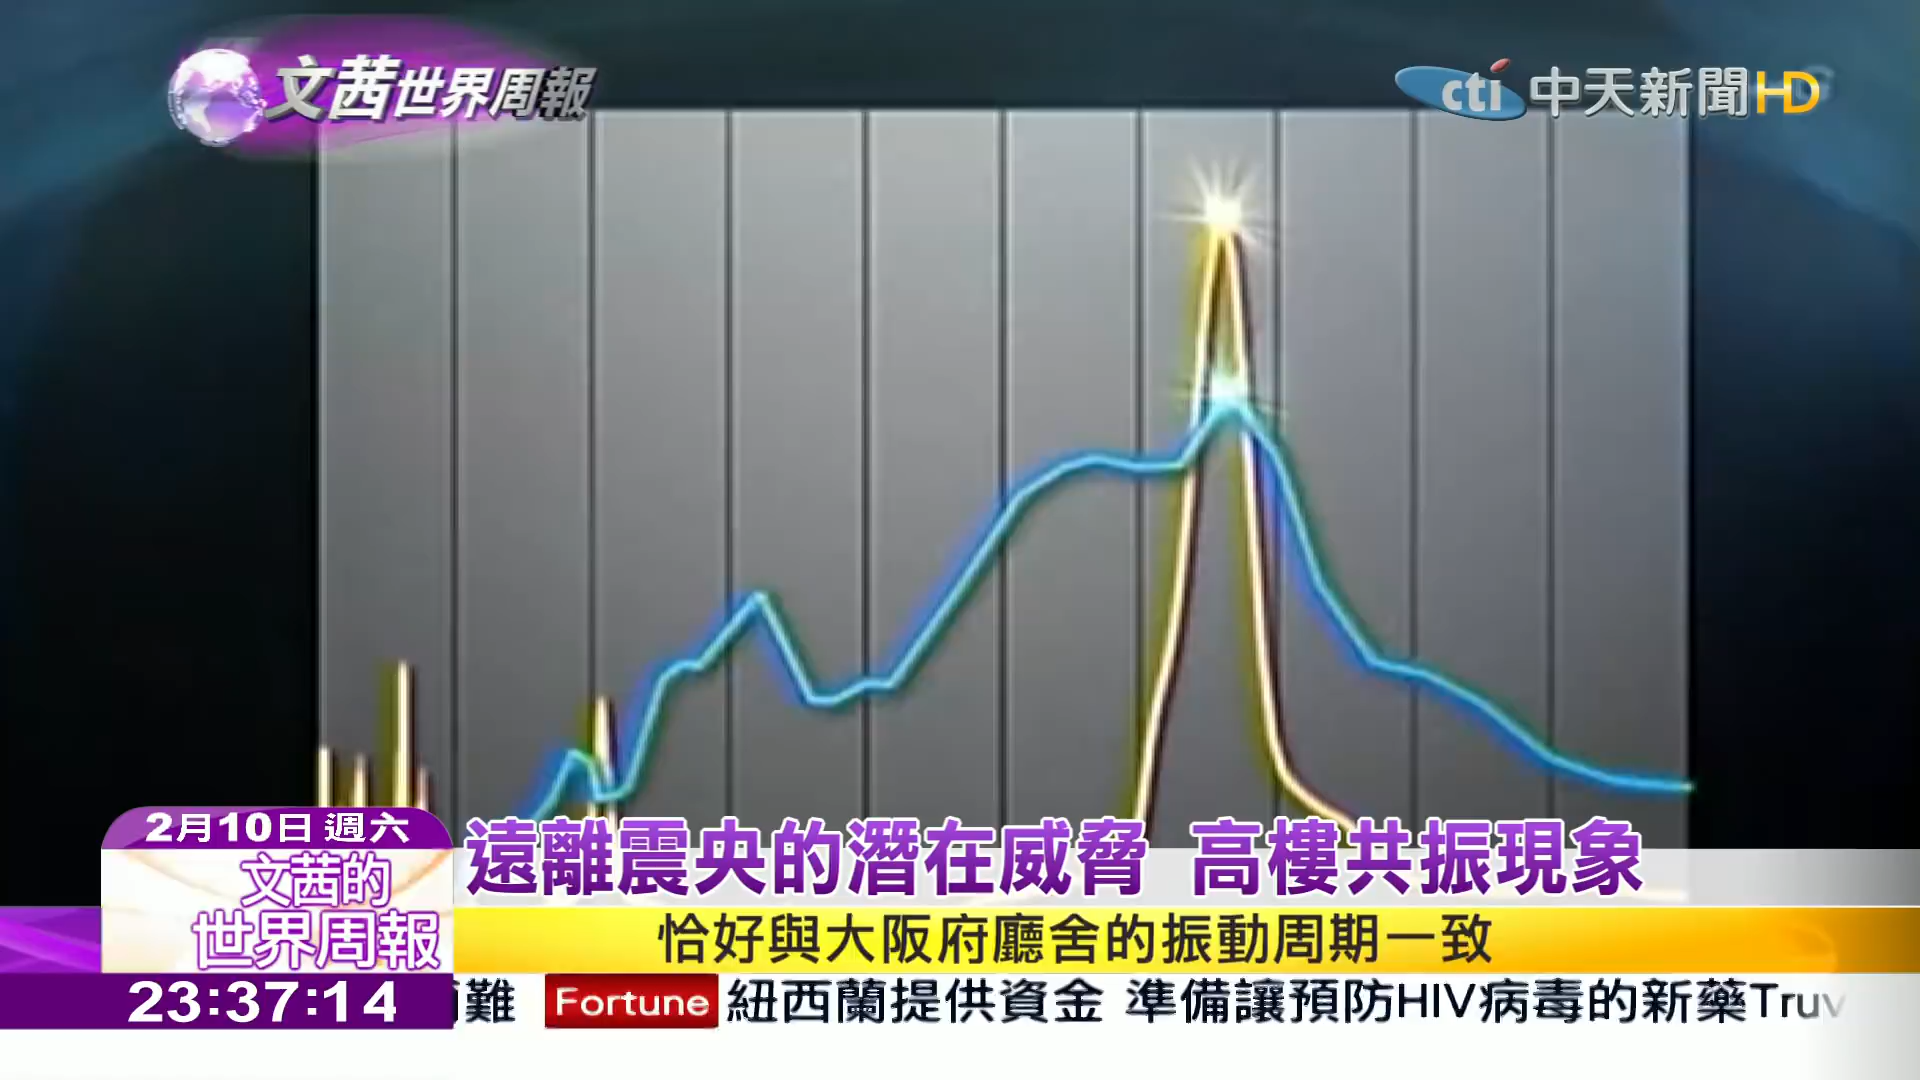 文茜世界周報
cti 中天新聞HD
2月10日 週六
文茜的
世界周報
遠離震央的潛在威脅 高樓共振現象
恰好與大阪府廳舍的振動周期一致
23:37:14
難 Fortune 紐西蘭提供資金 準備讓預防HIV病毒的新藥Truv